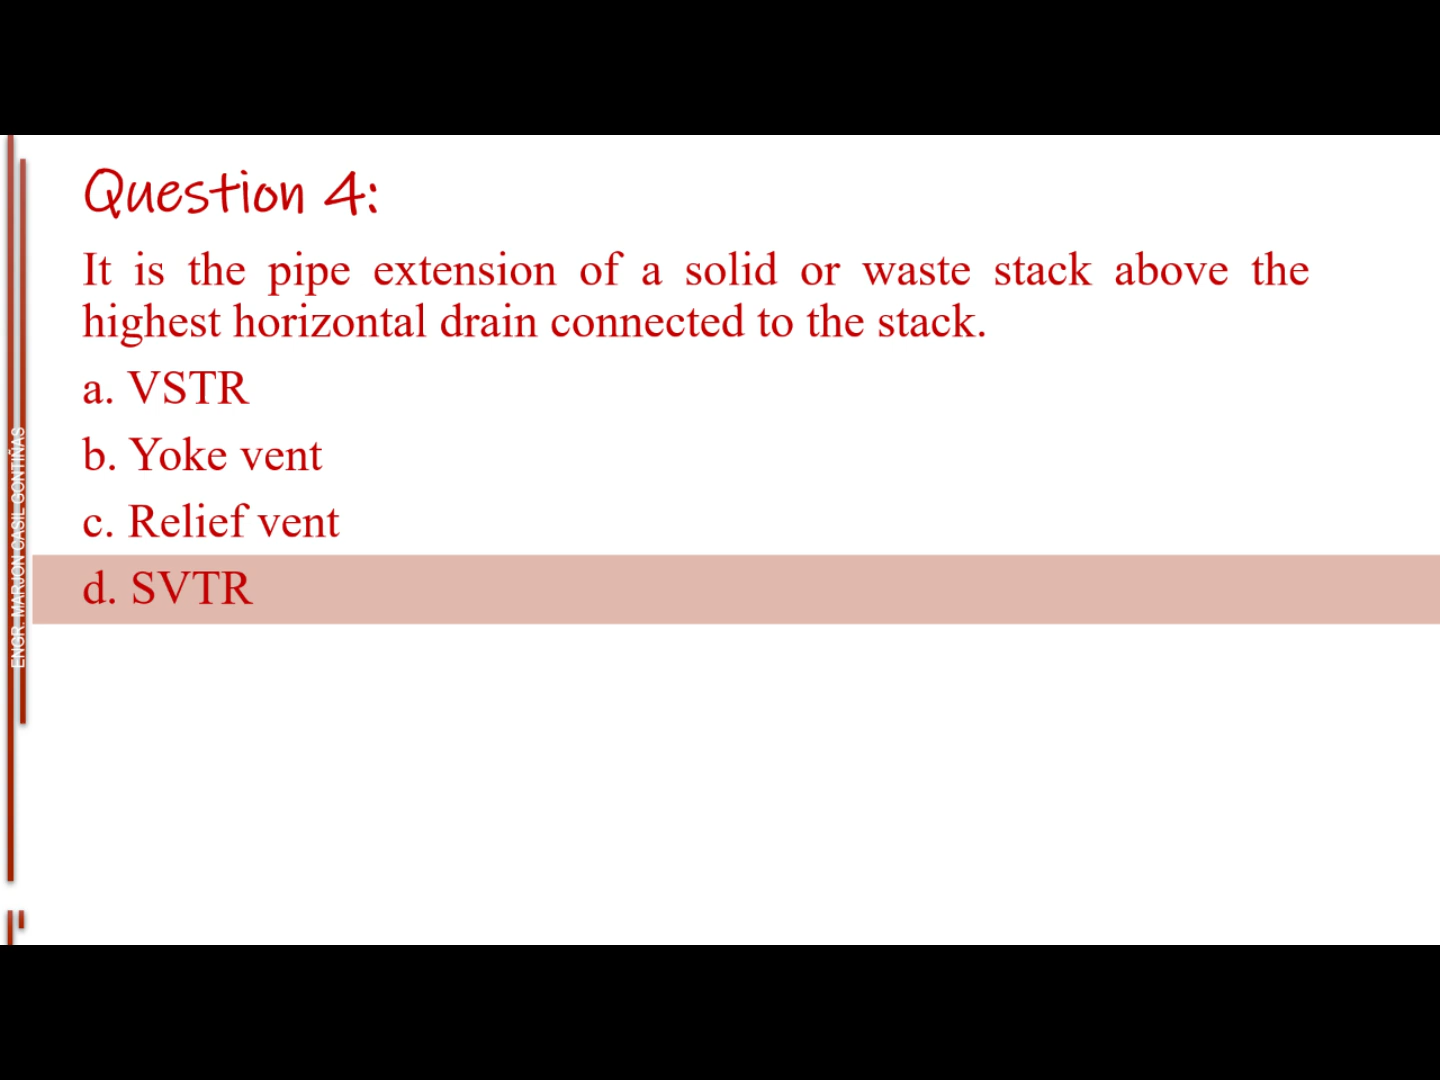 Question 4:
It is the pipe extension of a solid or waste stack above the
highest horizontal drain connected to the stack.
a. VSTR
b. Yoke vent
c. Relief vent
d. SVTR
ENGR. MARJON CASIL GONTIÑAS